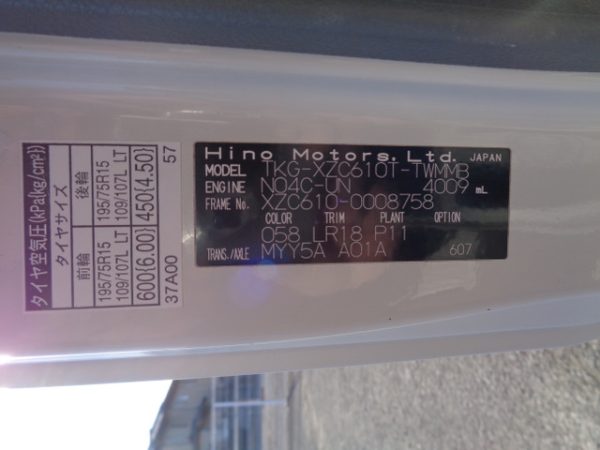 タイヤ空気圧(kPa{kg/cm²})
タイヤサイズ
前輪 後輪
195/75R15 195/75R15
109/107L LT 109/107L LT
600{6.00} 450{4.50}
37A00 57
Hino Motors, Ltd. JAPAN
MODEL TKG-XZC610T-TWMMB
ENGINE N04C-UN 4009 mL
FRAME No. XZC610-0008758
COLOR TRIM PLANT OPTION
058 LR18 P11
TRANS./AXLE MYY5A A01A 607